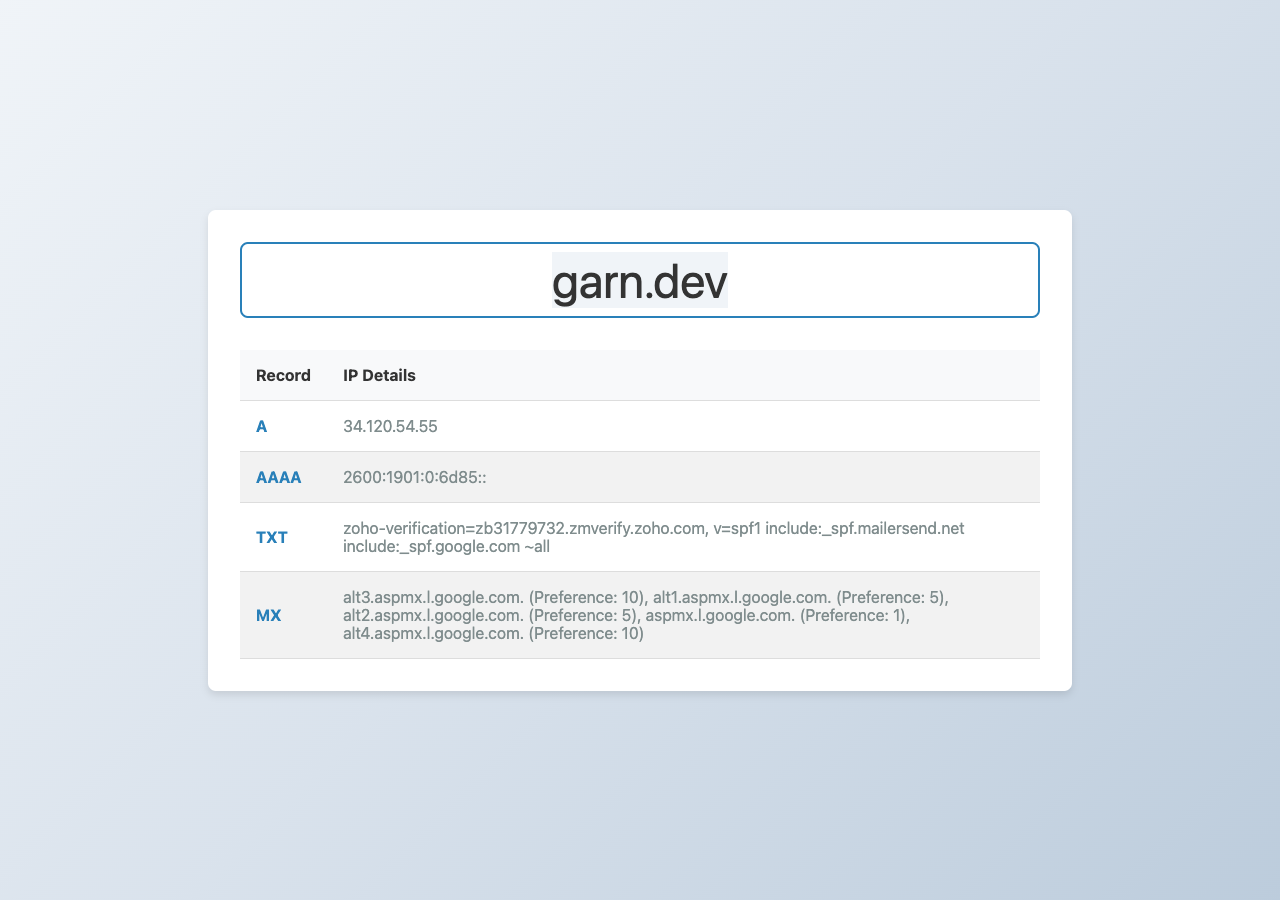 garn.dev
Record IP Details
A 34.120.54.55
AAAA 2600:1901:0:6d85::
TXT zoho-verification=zb31779732.zmverify.zoho.com, v=spf1 include:_spf.mailersend.net
include:_spf.google.com ~all
MX alt3.aspmx.l.google.com. (Preference: 10), alt1.aspmx.l.google.com. (Preference: 5),
alt2.aspmx.l.google.com. (Preference: 5), aspmx.l.google.com. (Preference: 1),
alt4.aspmx.l.google.com. (Preference: 10)